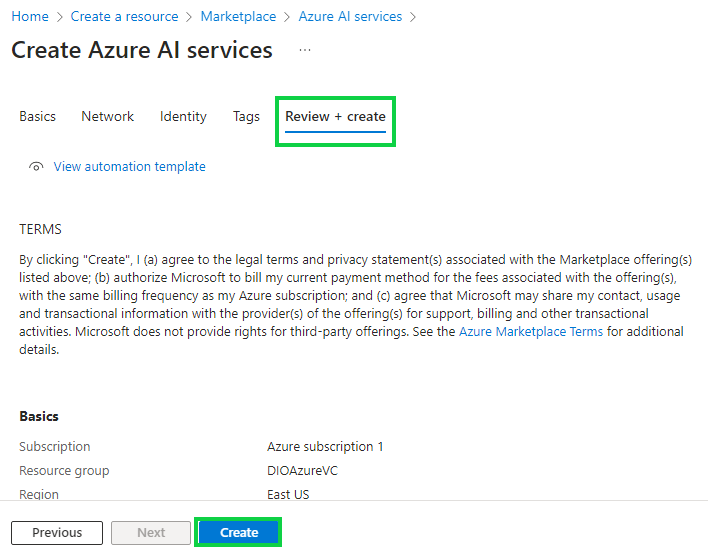 Home > Create a resource > Marketplace > Azure AI services >
Create Azure AI services ...
Basics Network Identity Tags Review + create
View automation template
TERMS
By clicking "Create", I (a) agree to the legal terms and privacy statement(s) associated with the Marketplace offering(s)
listed above; (b) authorize Microsoft to bill my current payment method for the fees associated with the offering(s),
with the same billing frequency as my Azure subscription; and (c) agree that Microsoft may share my contact, usage
and transactional information with the provider(s) of the offering(s) for support, billing and other transactional
activities. Microsoft does not provide rights for third-party offerings. See the Azure Marketplace Terms for additional
details.
Basics
Subscription Azure subscription 1
Resource group DIOAzureVC
Region East US
Previous Next Create